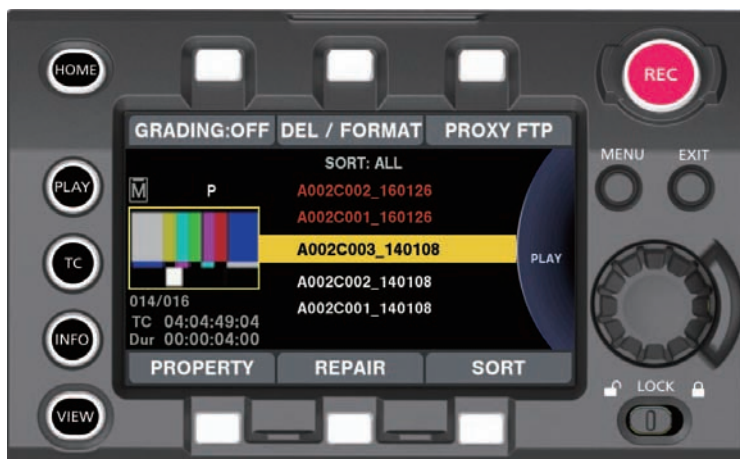 HOME
REC
GRADING:OFF DEL / FORMAT PROXY FTP
MENU EXIT
SORT: ALL
M P A002C002_160126
PLAY
A002C001_160126
A002C003_140108
PLAY
TC
A002C002_140108
014/016
A002C001_140108
TC 04:04:49:04
Dur 00:00:04:00
INFO
PROPERTY REPAIR SORT
LOCK
VIEW